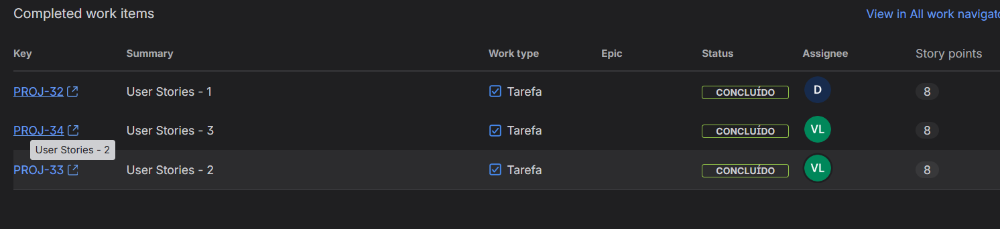 Completed work items
View in All work navigato
Key Summary Work type Epic Status Assignee Story points
PROJ-32 User Stories - 1 Tarefa CONCLUÍDO D 8
PROJ-34 User Stories - 3 Tarefa CONCLUÍDO VL 8
User Stories - 2
PROJ-33 User Stories - 2 Tarefa CONCLUÍDO VL 8